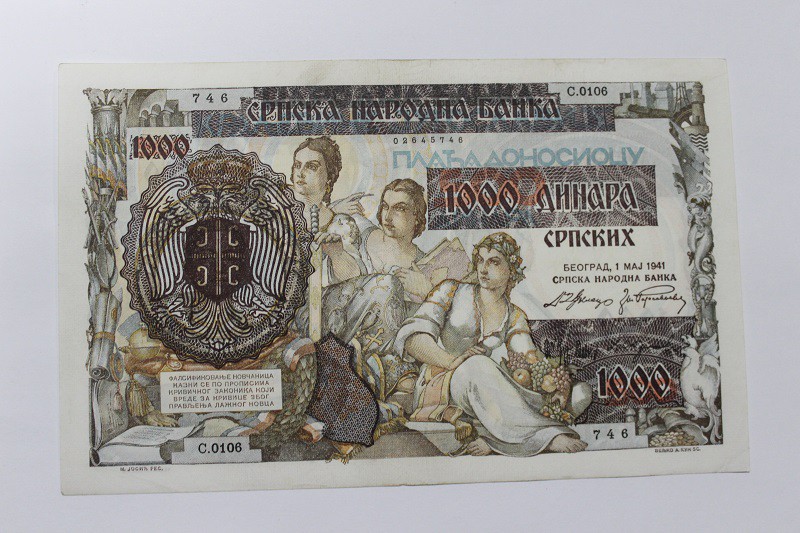 746
С.0106
СРПСКА НАРОДНА БАНКА
1000
02645746
ПЛАЋА ДОНОСИОЦУ
1000 ДИНАРА
СРПСКИХ
БЕОГРАД, 1 МАЈ 1941
СРПСКА НАРОДНА БАНКА
ФАЛСИФИКОВАЊЕ НОВЧАНИЦА
КАЗНИ СЕ ПО ПРОПИСИМА
КРИВИЧНОГ ЗАКОНИКА КОЈИ
ВРЕДЕ ЗА КРИВИЦЕ ЗБОГ
ПРАВЉЕЊА ЛАЖНОГ НОВЦА
1000
С.0106
746